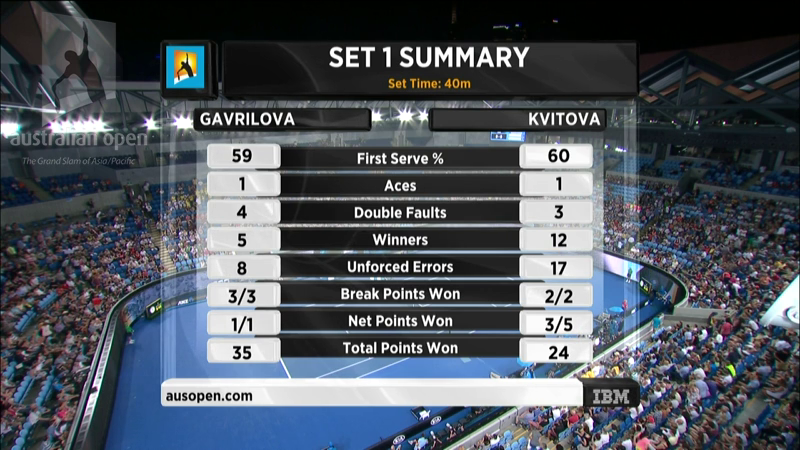 SET 1 SUMMARY
Set Time: 40m
australian open
The Grand Slam of Asia/Pacific
GAVRILOVA KVITOVA
59 First Serve % 60
1 Aces 1
4 Double Faults 3
5 Winners 12
8 Unforced Errors 17
3/3 Break Points Won 2/2
1/1 Net Points Won 3/5
35 Total Points Won 24
ausopen.com IBM